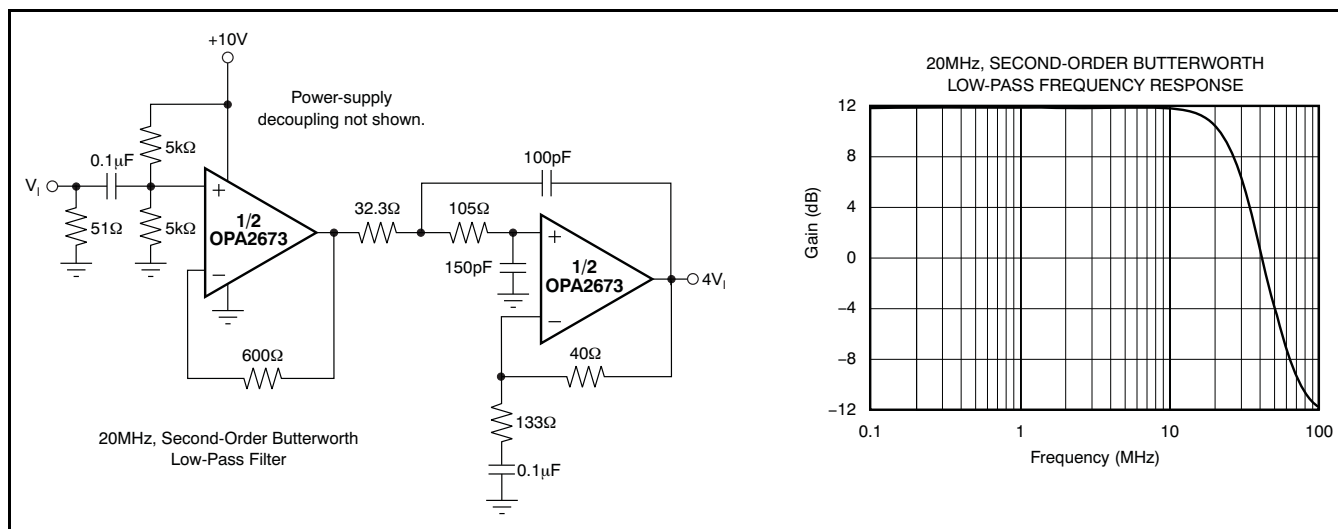 +10V
Power-supply
decoupling not shown.
5kΩ
0.1μF
V_I
51Ω
5kΩ
+
1/2
OPA2673
−
600Ω
20MHz, Second-Order Butterworth
Low-Pass Filter
32.3Ω
105Ω
100pF
150pF
+
1/2
OPA2673
−
4V_I
40Ω
133Ω
0.1μF
20MHz, SECOND-ORDER BUTTERWORTH
LOW-PASS FREQUENCY RESPONSE
Gain (dB)
12
8
4
0
−4
−8
−12
0.1 1 10 100
Frequency (MHz)